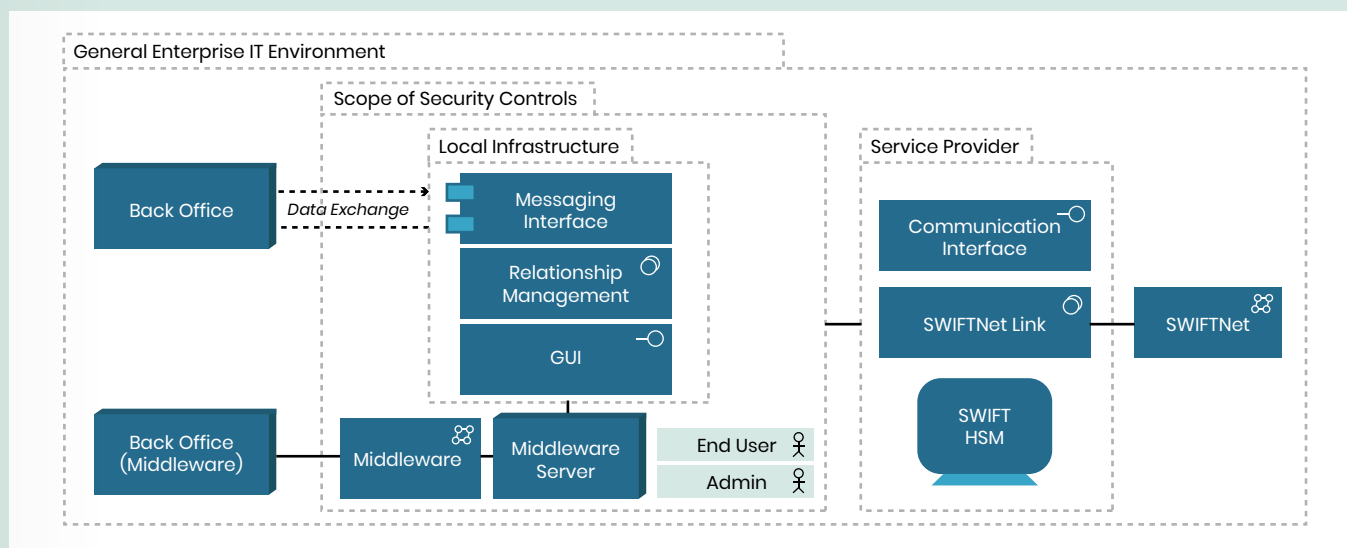 General Enterprise IT Environment
Scope of Security Controls
Local Infrastructure
Service Provider
Back Office
Data Exchange
Messaging
Interface
Relationship
Management
GUI
Communication
Interface
SWIFTNet Link
SWIFTNet
SWIFT
HSM
Back Office
(Middleware)
Middleware
Middleware
Server
End User
Admin